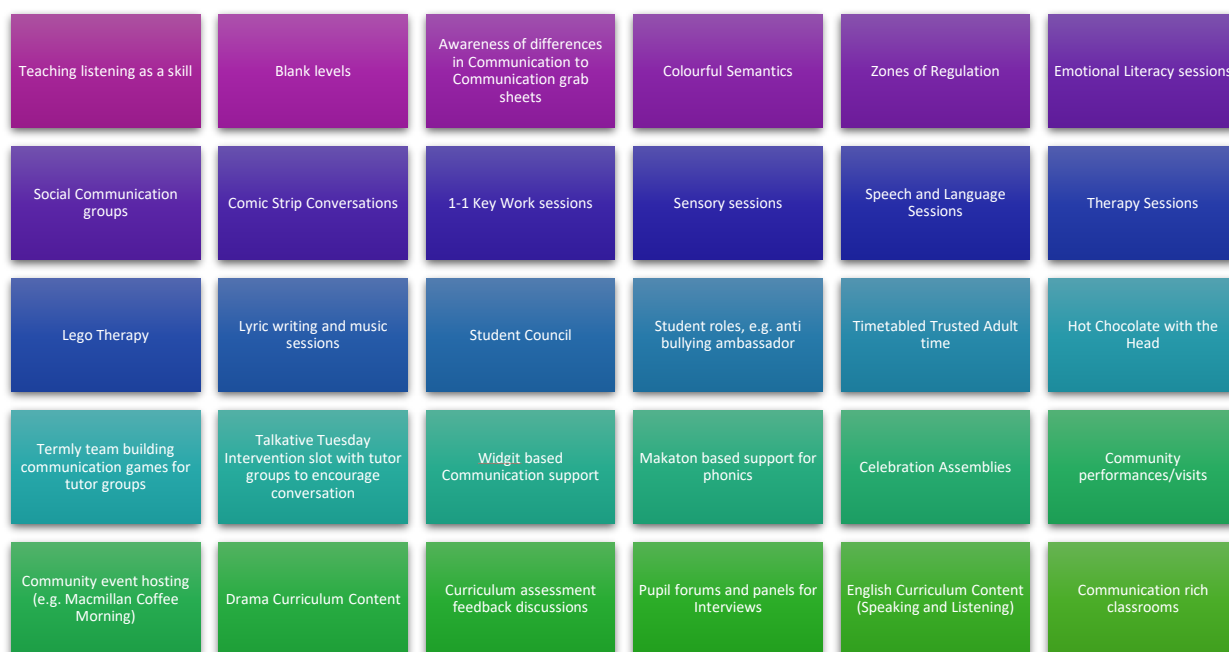 Teaching listening as a skill
Blank levels
Awareness of differences
in Communication to
Communication grab
sheets
Colourful Semantics
Zones of Regulation
Emotional Literacy sessions
Social Communication
groups
Comic Strip Conversations
1-1 Key Work sessions
Sensory sessions
Speech and Language
Sessions
Therapy Sessions
Lego Therapy
Lyric writing and music
sessions
Student Council
Student roles, e.g. anti
bullying ambassador
Timetabled Trusted Adult
time
Hot Chocolate with the
Head
Termly team building
communication games for
tutor groups
Talkative Tuesday
Intervention slot with tutor
groups to encourage
conversation
Widgit based
Communication support
Makaton based support for
phonics
Celebration Assemblies
Community
performances/visits
Community event hosting
(e.g. Macmillan Coffee
Morning)
Drama Curriculum Content
Curriculum assessment
feedback discussions
Pupil forums and panels for
Interviews
English Curriculum Content
(Speaking and Listening)
Communication rich
classrooms